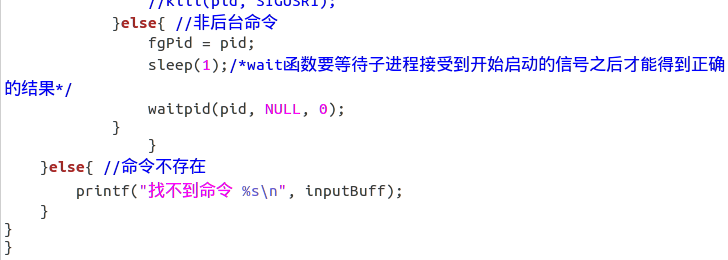 //kill(pid, SIGUSR1);
}else{ //非后台命令
fgPid = pid;
sleep(1);/*wait函数要等待子进程接受到开始启动的信号之后才能得到正确
的结果*/
waitpid(pid, NULL, 0);
}
}
}else{ //命令不存在
printf("找不到命令 %s\n", inputBuff);
}
}
}